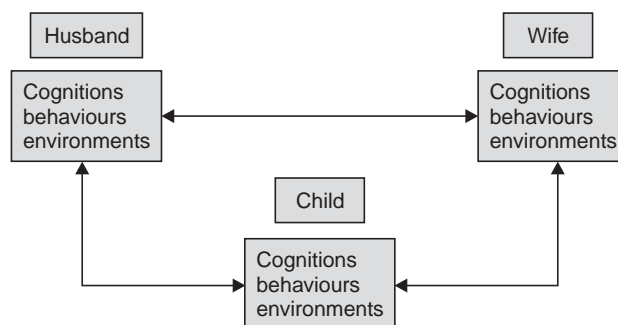 Husband
Wife
Cognitions
behaviours
environments
Cognitions
behaviours
environments
Child
Cognitions
behaviours
environments